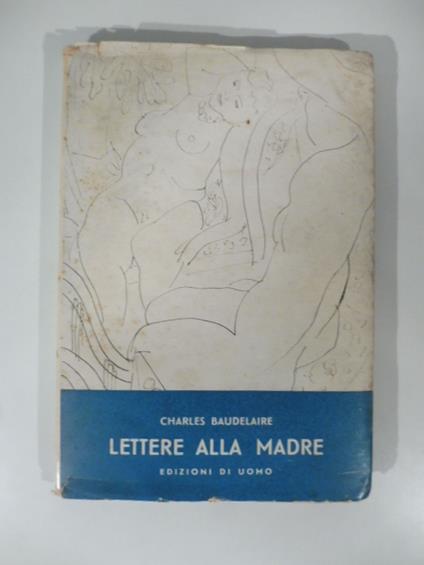 CHARLES BAUDELAIRE
LETTERE ALLA MADRE
EDIZIONI DI UOMO